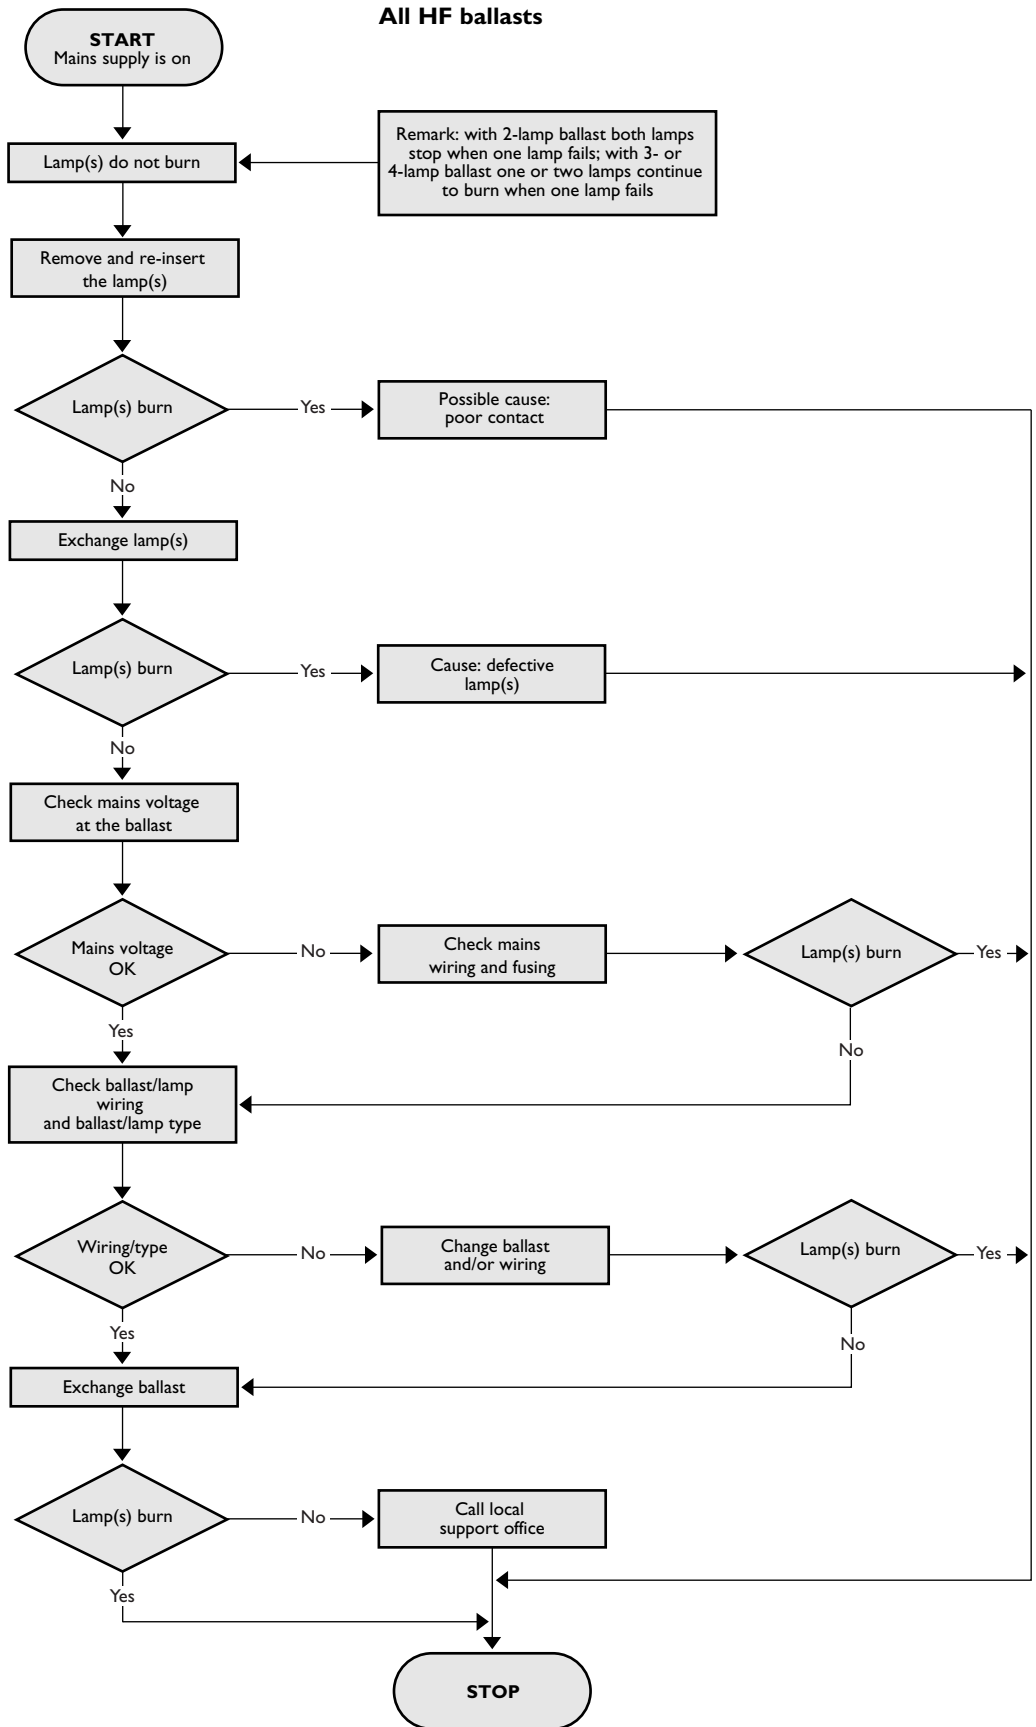 All HF ballasts
START
Mains supply is on
Lamp(s) do not burn
Remark: with 2-lamp ballast both lamps
stop when one lamp fails; with 3- or
4-lamp ballast one or two lamps continue
to burn when one lamp fails
Remove and re-insert
the lamp(s)
Lamp(s) burn
Yes
Possible cause:
poor contact
No
Exchange lamp(s)
Lamp(s) burn
Yes
Cause: defective
lamp(s)
No
Check mains voltage
at the ballast
Mains voltage
OK
No
Check mains
wiring and fusing
Lamp(s) burn
Yes
Yes
No
Check ballast/lamp
wiring
and ballast/lamp type
Wiring/type
OK
No
Change ballast
and/or wiring
Lamp(s) burn
Yes
Yes
No
Exchange ballast
Lamp(s) burn
No
Call local
support office
Yes
STOP